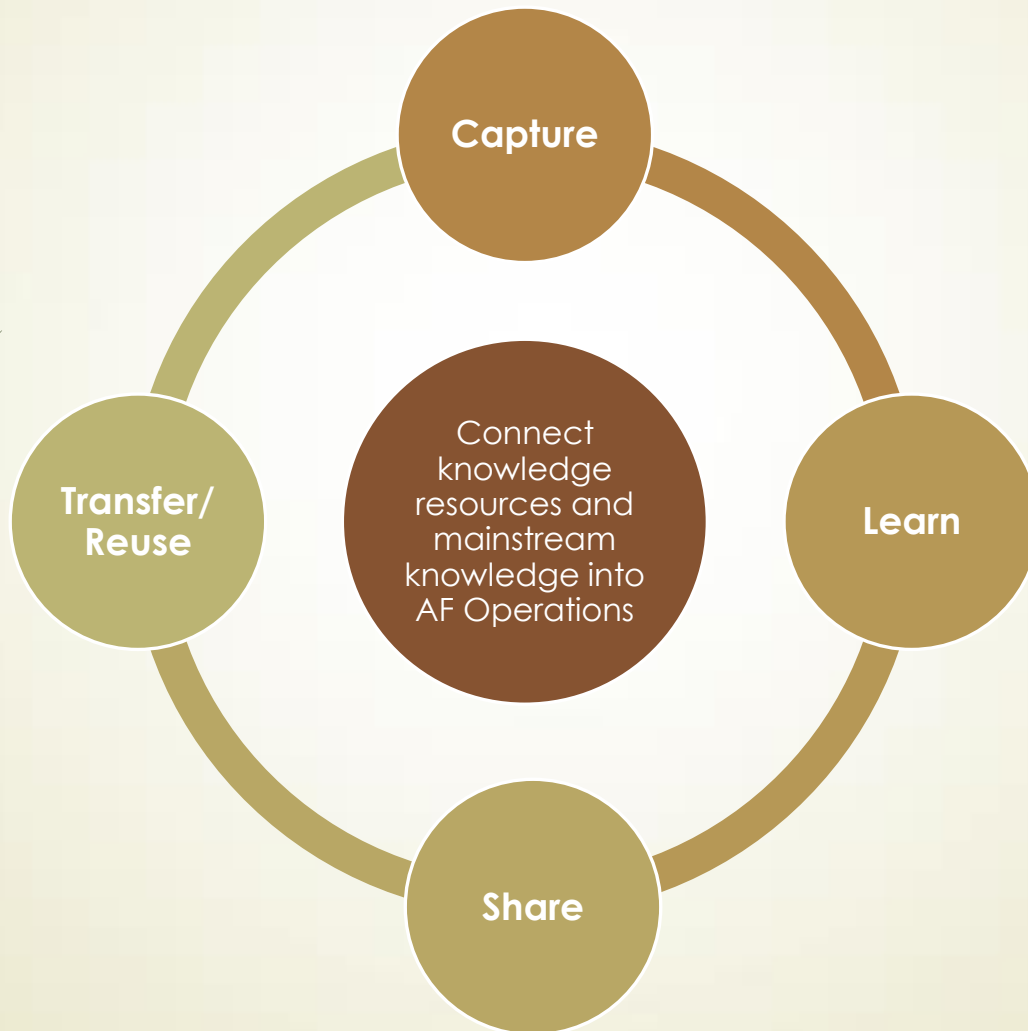 Capture
Connect
knowledge
resources and
mainstream
knowledge into
AF Operations
Transfer/
Reuse
Learn
Share